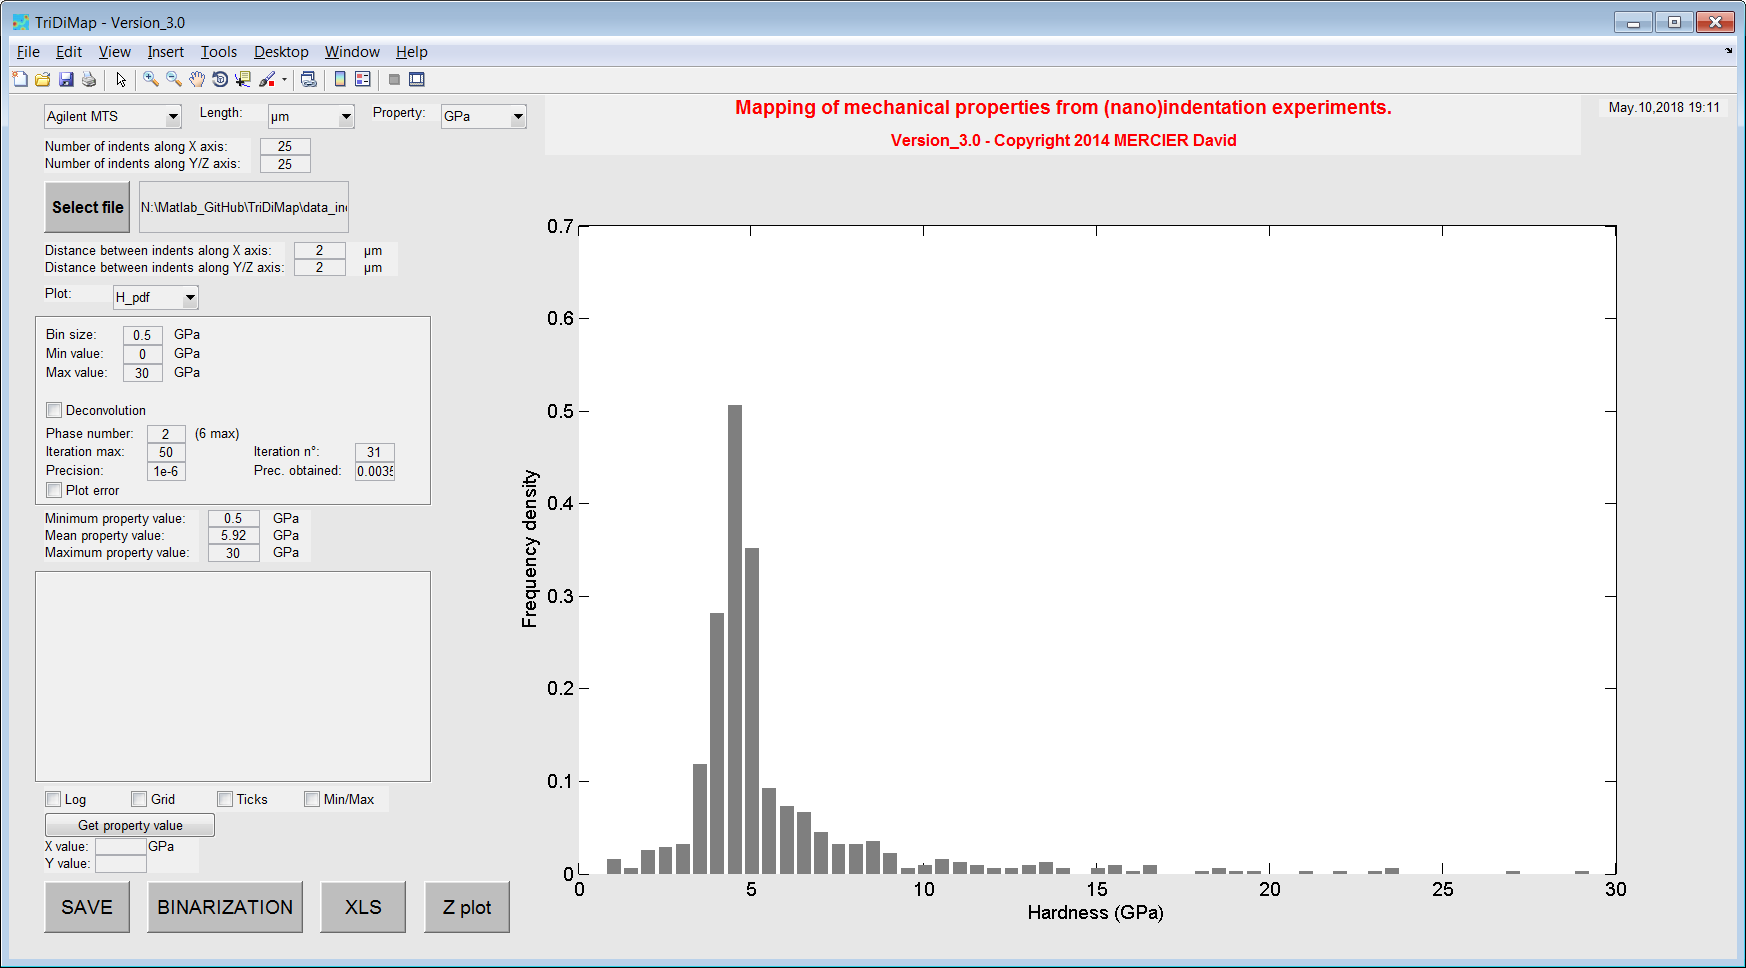 TriDiMap - Version_3.0
File Edit View Insert Tools Desktop Window Help
Agilent MTS Length: µm Property: GPa
Mapping of mechanical properties from (nano)indentation experiments.
May.10,2018 19:11
Version_3.0 - Copyright 2014 MERCIER David
Number of indents along X axis: 25
Number of indents along Y/Z axis: 25
Select file N:\Matlab_GitHub\TriDiMap\data_in
Distance between indents along X axis: 2 µm
Distance between indents along Y/Z axis: 2 µm
Plot: H_pdf
Bin size: 0.5 GPa
Min value: 0 GPa
Max value: 30 GPa
Deconvolution
Phase number: 2 (6 max)
Iteration max: 50 Iteration n°: 31
Precision: 1e-6 Prec. obtained: 0.0035
Plot error
Minimum property value: 0.5 GPa
Mean property value: 5.92 GPa
Maximum property value: 30 GPa
Log Grid Ticks Min/Max
Get property value
X value: GPa
Y value:
SAVE BINARIZATION XLS Z plot
0.7
0.6
0.5
0.4
0.3
0.2
0.1
0
Frequency density
0 5 10 15 20 25 30
Hardness (GPa)